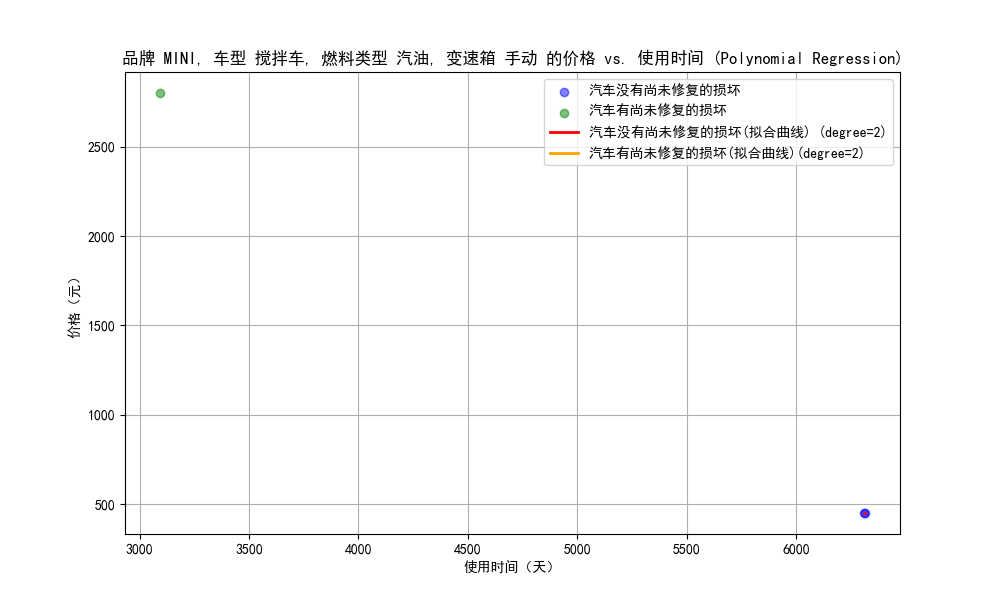 品牌 MINI, 车型 搅拌车, 燃料类型 汽油, 变速箱 手动 的价格 vs. 使用时间 (Polynomial Regression)
汽车没有尚未修复的损坏
汽车有尚未修复的损坏
汽车没有尚未修复的损坏(拟合曲线) (degree=2)
汽车有尚未修复的损坏(拟合曲线)(degree=2)
2500
2000
1500
1000
500
价格（元）
3000 3500 4000 4500 5000 5500 6000
使用时间（天）